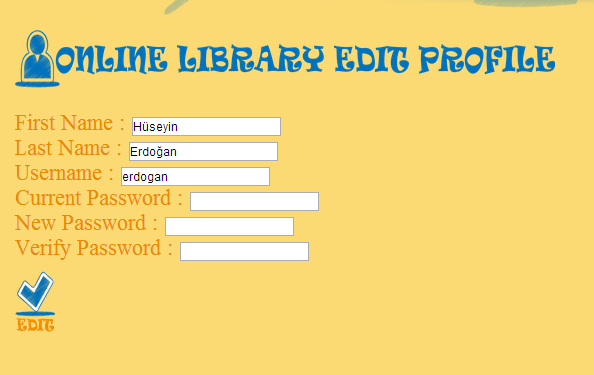 ONLINE LIBRARY EDIT PROFILE
First Name : Hüseyin
Last Name : Erdoğan
Username : erdogan
Current Password :
New Password :
Verify Password :
EDIT